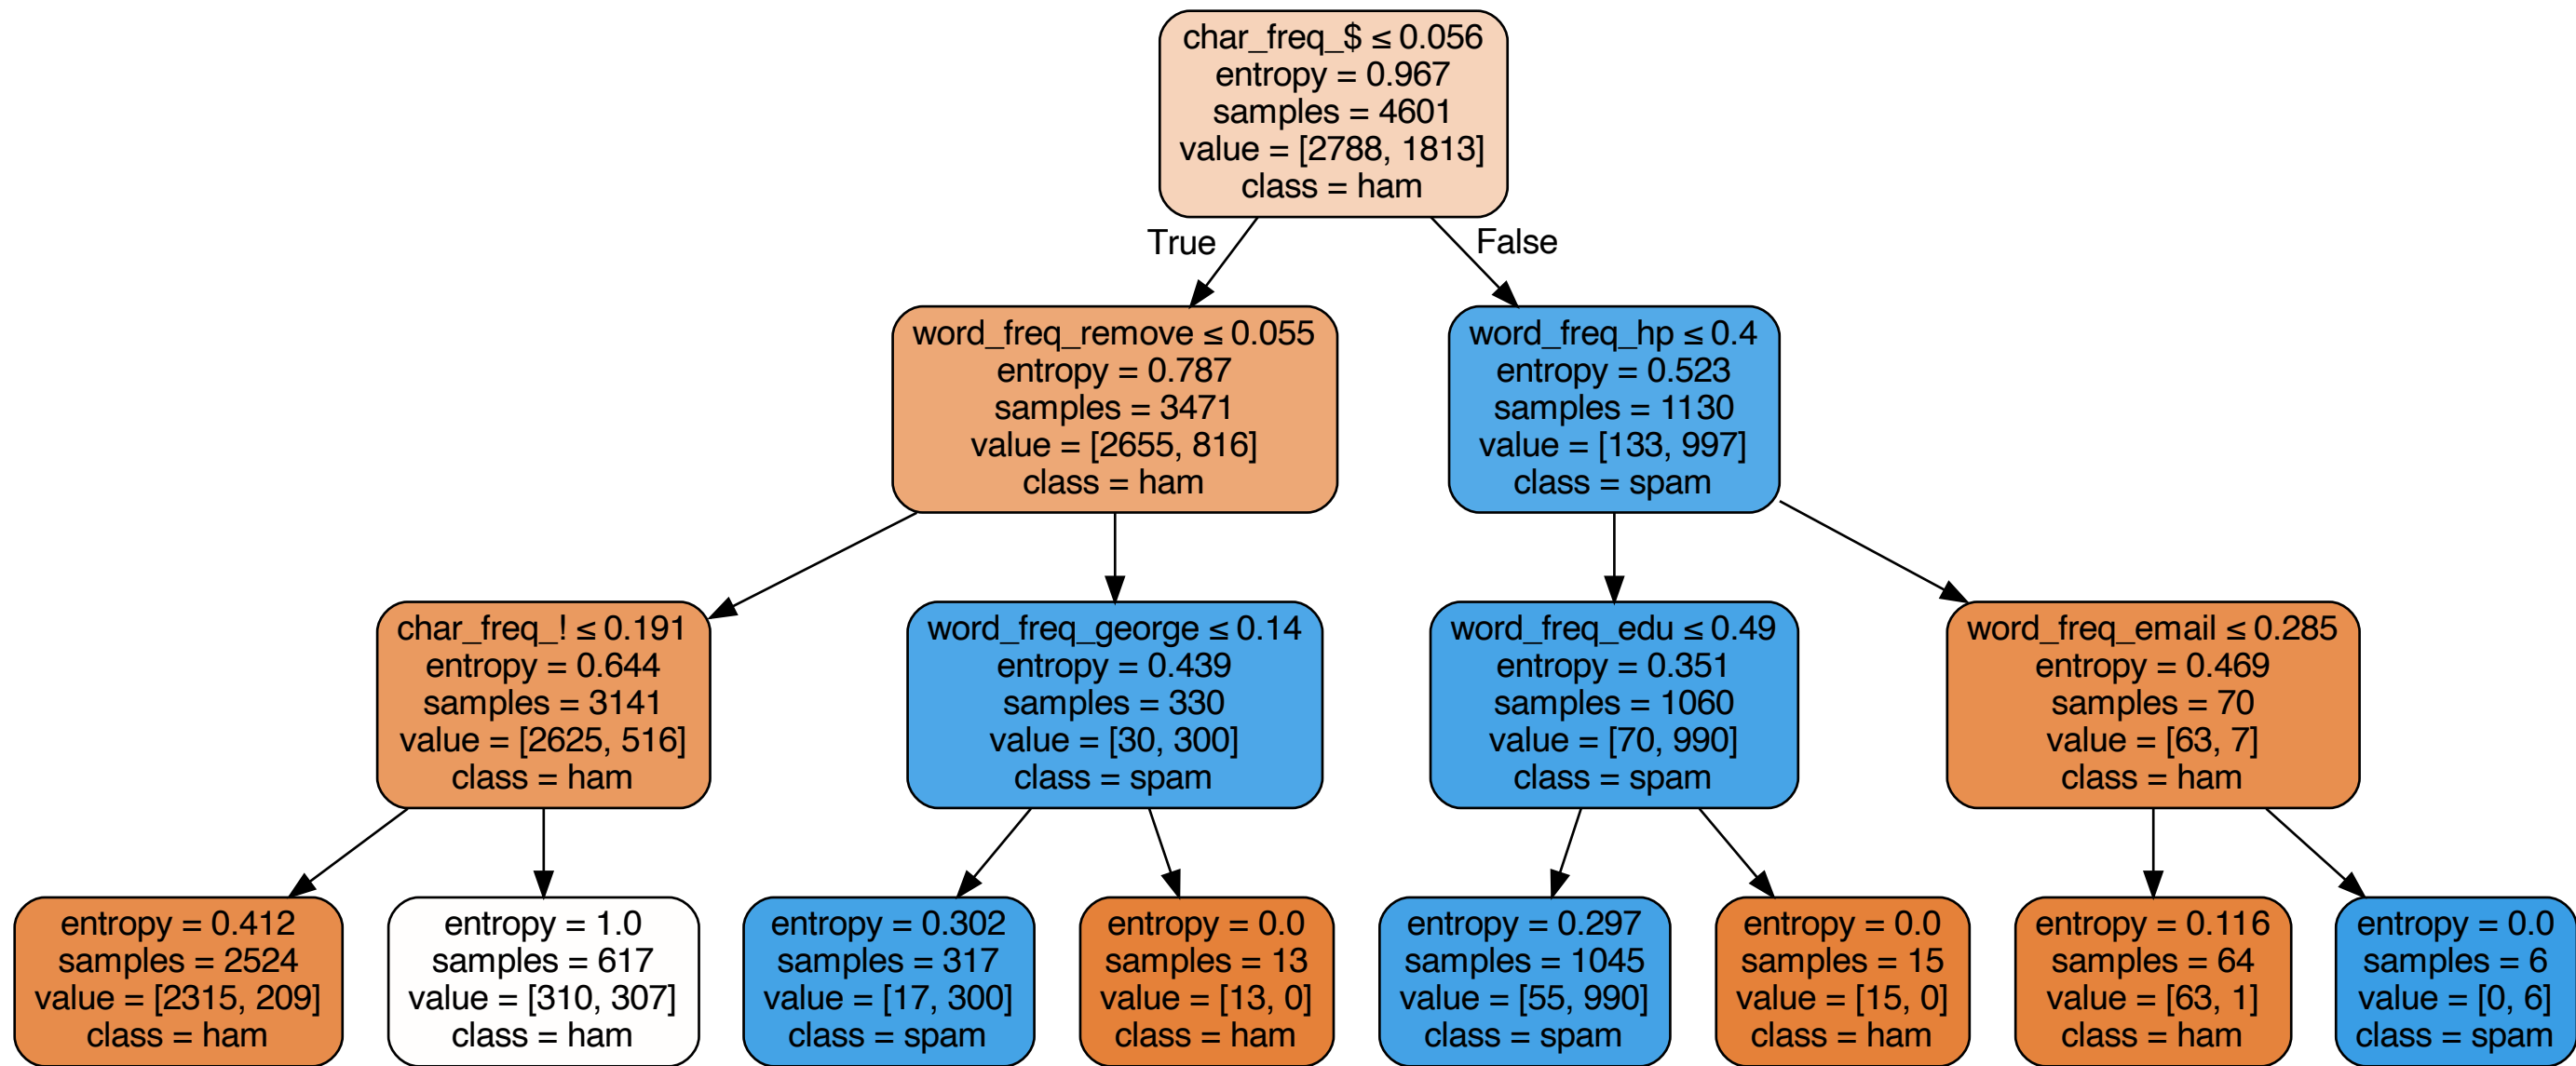 char_freq_$ ≤ 0.056
entropy = 0.967
samples = 4601
value = [2788, 1813]
class = ham
True
False
word_freq_remove ≤ 0.055
entropy = 0.787
samples = 3471
value = [2655, 816]
class = ham
word_freq_hp ≤ 0.4
entropy = 0.523
samples = 1130
value = [133, 997]
class = spam
char_freq_! ≤ 0.191
entropy = 0.644
samples = 3141
value = [2625, 516]
class = ham
word_freq_george ≤ 0.14
entropy = 0.439
samples = 330
value = [30, 300]
class = spam
word_freq_edu ≤ 0.49
entropy = 0.351
samples = 1060
value = [70, 990]
class = spam
word_freq_email ≤ 0.285
entropy = 0.469
samples = 70
value = [63, 7]
class = ham
entropy = 0.412
samples = 2524
value = [2315, 209]
class = ham
entropy = 1.0
samples = 617
value = [310, 307]
class = ham
entropy = 0.302
samples = 317
value = [17, 300]
class = spam
entropy = 0.0
samples = 13
value = [13, 0]
class = ham
entropy = 0.297
samples = 1045
value = [55, 990]
class = spam
entropy = 0.0
samples = 15
value = [15, 0]
class = ham
entropy = 0.116
samples = 64
value = [63, 1]
class = ham
entropy = 0.0
samples = 6
value = [0, 6]
class = spam